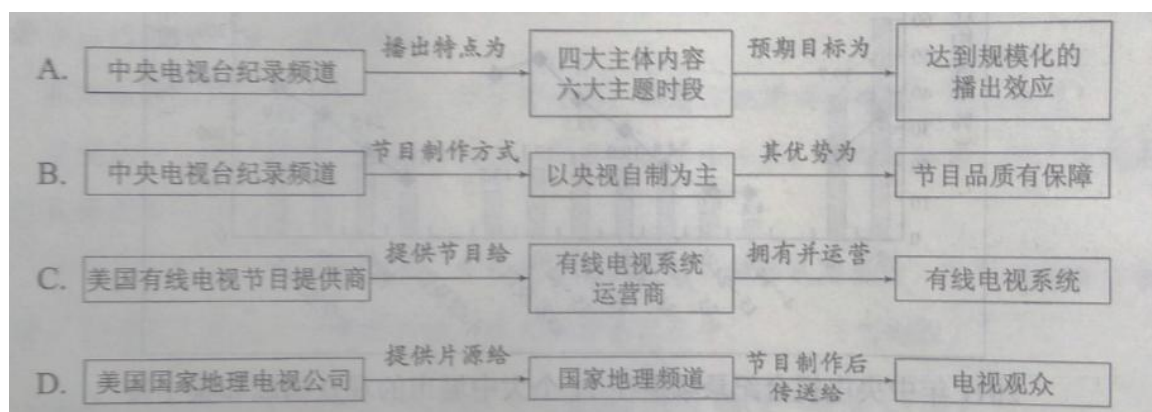 A. 中央电视台纪录频道 播出特点为 四大主体内容 六大主题时段 预期目标为 达到规模化的 播出效应
B. 中央电视台纪录频道 节目制作方式 以央视自制为主 其优势为 节目品质有保障
C. 美国有线电视节目提供商 提供节目给 有线电视系统 运营商 拥有并运营 有线电视系统
D. 美国国家地理电视公司 提供片源给 国家地理频道 节目制作后 传送给 电视观众